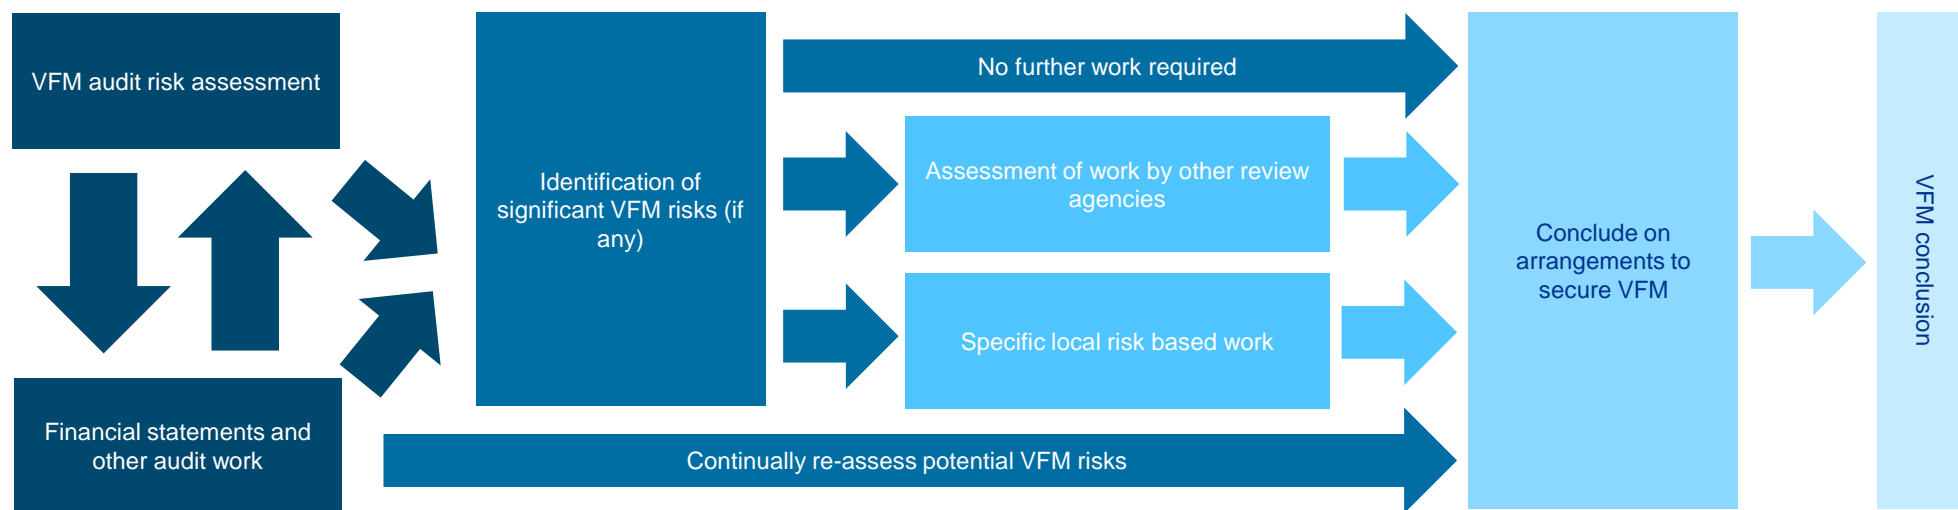 VFM audit risk assessment
Financial statements and
other audit work
Identification of
significant VFM risks (if
any)
No further work required
Assessment of work by other review
agencies
Specific local risk based work
Continually re-assess potential VFM risks
Conclude on
arrangements to
secure VFM
VFM conclusion